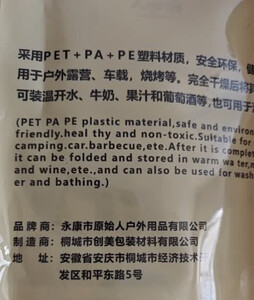 采用PET+PA+PE塑料材质，安全环保，健
用于户外露营、车载，烧烤等。完全干燥后将
可装温开水、牛奶、果汁和葡萄酒等，也可用于
(PET PA PE plastic material,safe and environ
friendly.heal thy and non-toxic.Suitable for
camping.car.barbecue,etc.After it is complet
it can be folded and stored in warm wa ter,m
and wine,etc.,and can also be used for wash
er and bathing.)
品　牌：永康市原始人户外用品有限公司
制造商：桐城市创美包装材料有限公司
地　址：安徽省安庆市桐城市经济技术开
发区和平东路5号